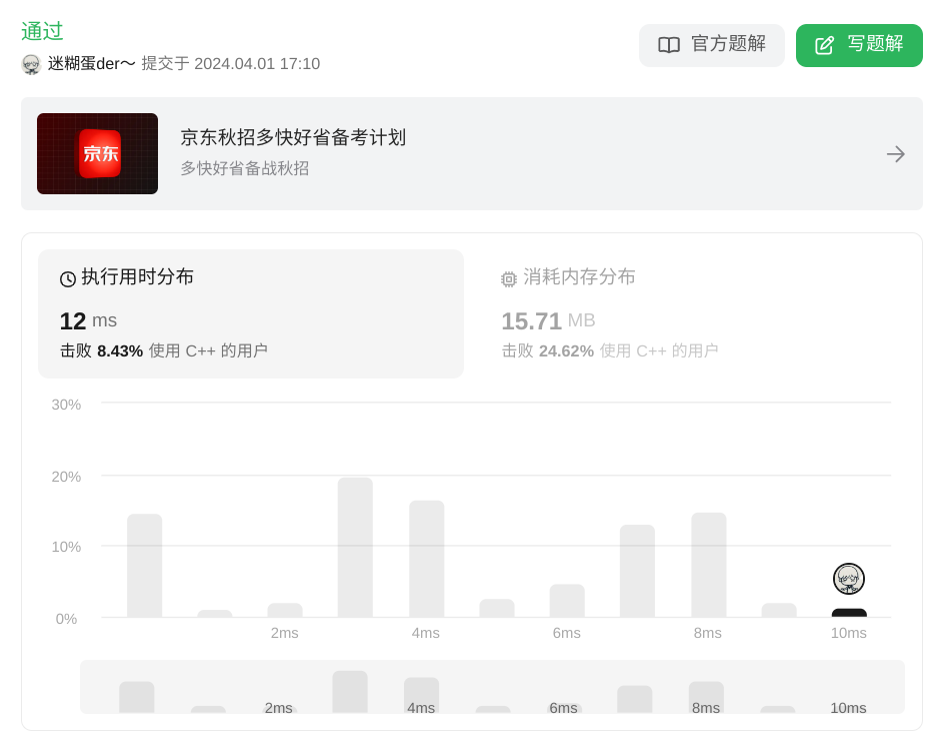 通过
官方题解
写题解
迷糊蛋der～ 提交于 2024.04.01 17:10
京东
京东秋招多快好省备考计划
多快好省备战秋招
执行用时分布
12 ms
击败 8.43% 使用 C++ 的用户
消耗内存分布
15.71 MB
击败 24.62% 使用 C++ 的用户
30%
20%
10%
0%
2ms 4ms 6ms 8ms 10ms
2ms 4ms 6ms 8ms 10ms